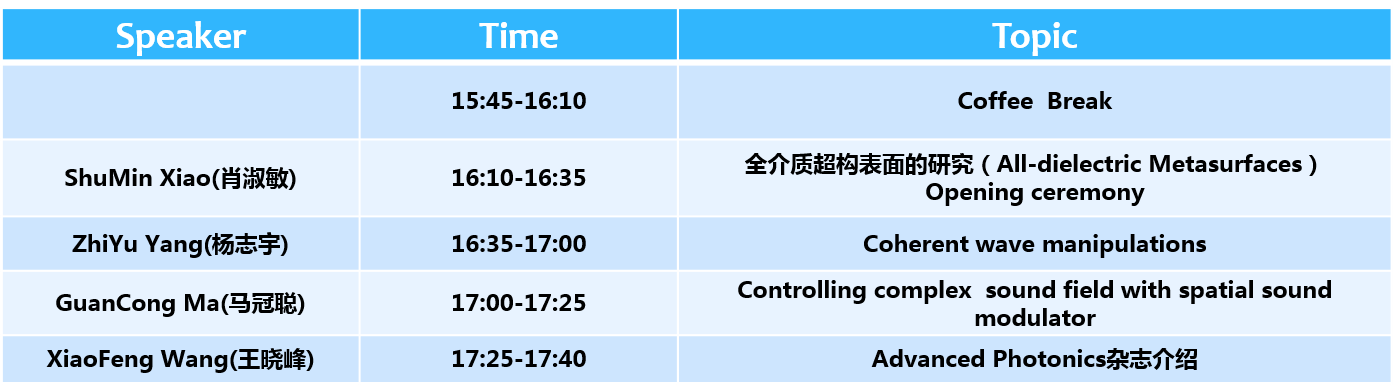 Speaker Time Topic
15:45-16:10 Coffee Break
ShuMin Xiao(肖淑敏) 16:10-16:35 全介质超构表面的研究（All-dielectric Metasurfaces）
Opening ceremony
ZhiYu Yang(杨志宇) 16:35-17:00 Coherent wave manipulations
GuanCong Ma(马冠聪) 17:00-17:25 Controlling complex sound field with spatial sound
modulator
XiaoFeng Wang(王晓峰) 17:25-17:40 Advanced Photonics杂志介绍